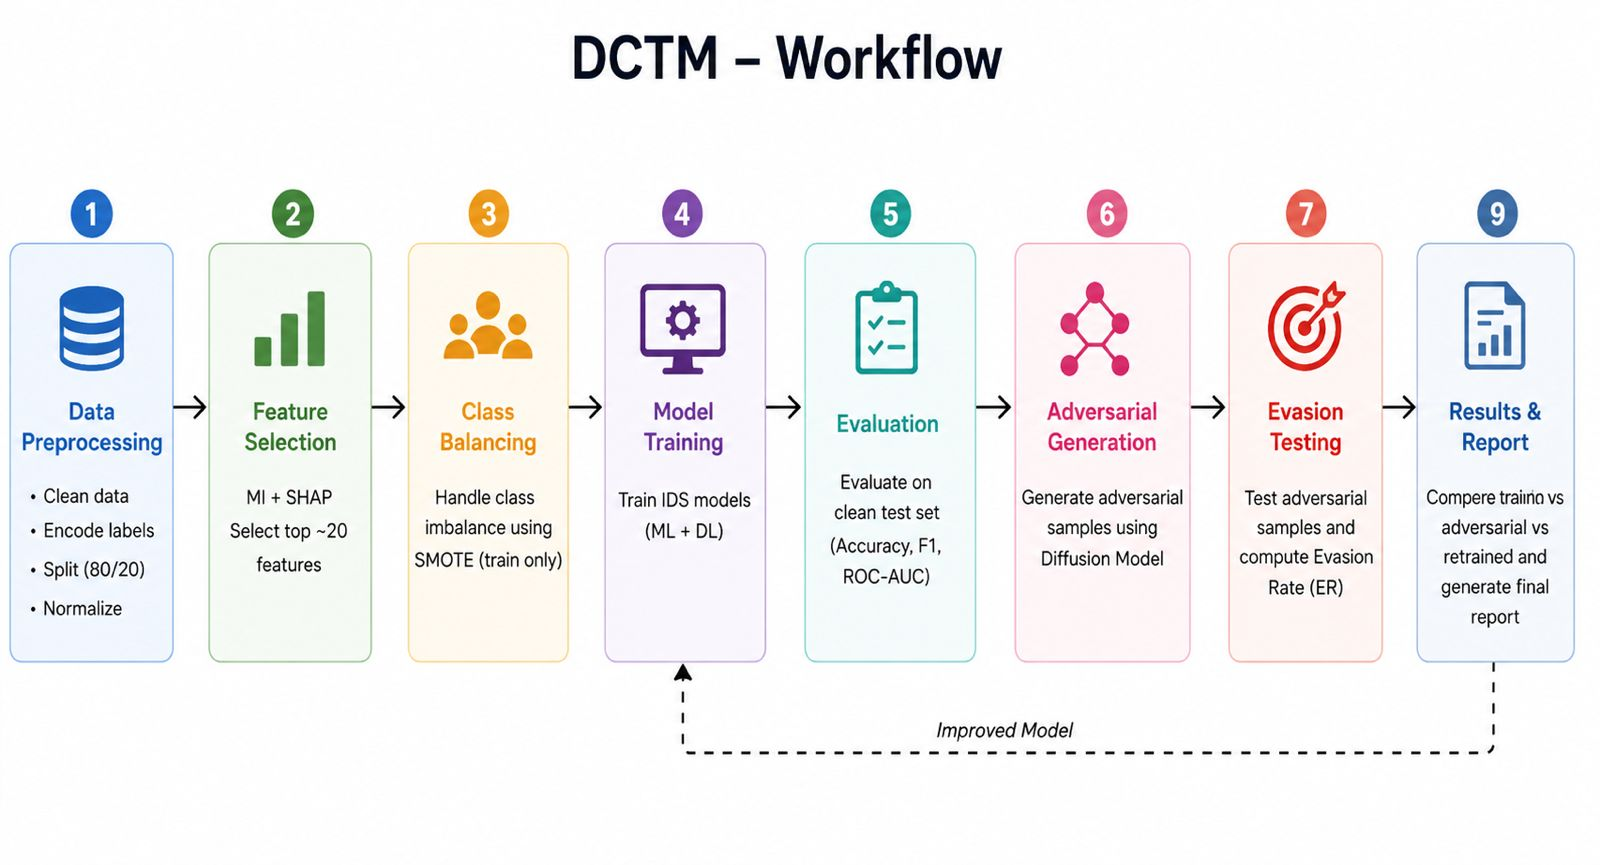 DCTM – Workflow
1
Data
Preprocessing
• Clean data
• Encode labels
• Split (80/20)
• Normalize
2
Feature
Selection
MI + SHAP
Select top ~20
features
3
Class
Balancing
Handle class
imbalance using
SMOTE (train only)
4
Model
Training
Train IDS models
(ML + DL)
5
Evaluation
Evaluate on
clean test set
(Accuracy, F1,
ROC-AUC)
6
Adversarial
Generation
Generate adversarial
samples using
Diffusion Model
7
Evasion
Testing
Test adversarial
samples and
compute Evasion
Rate (ER)
9
Results &
Report
Compere vs
adversarial vs
retrained and
generate final
report
Improved Model